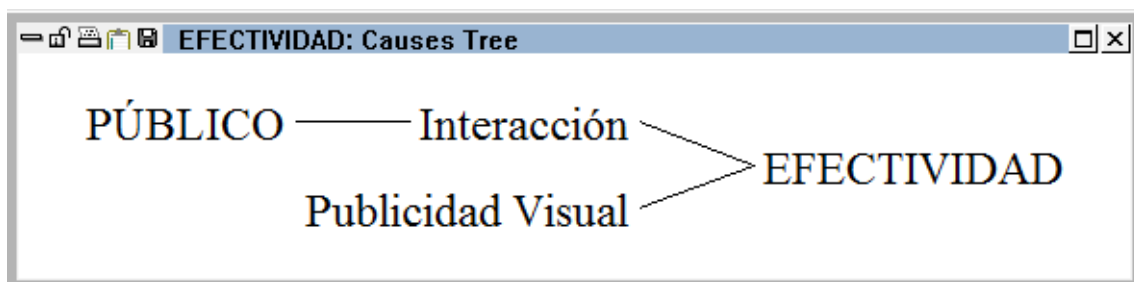 EFECTIVIDAD: Causes Tree
PÚBLICO Interacción
EFECTIVIDAD
Publicidad Visual